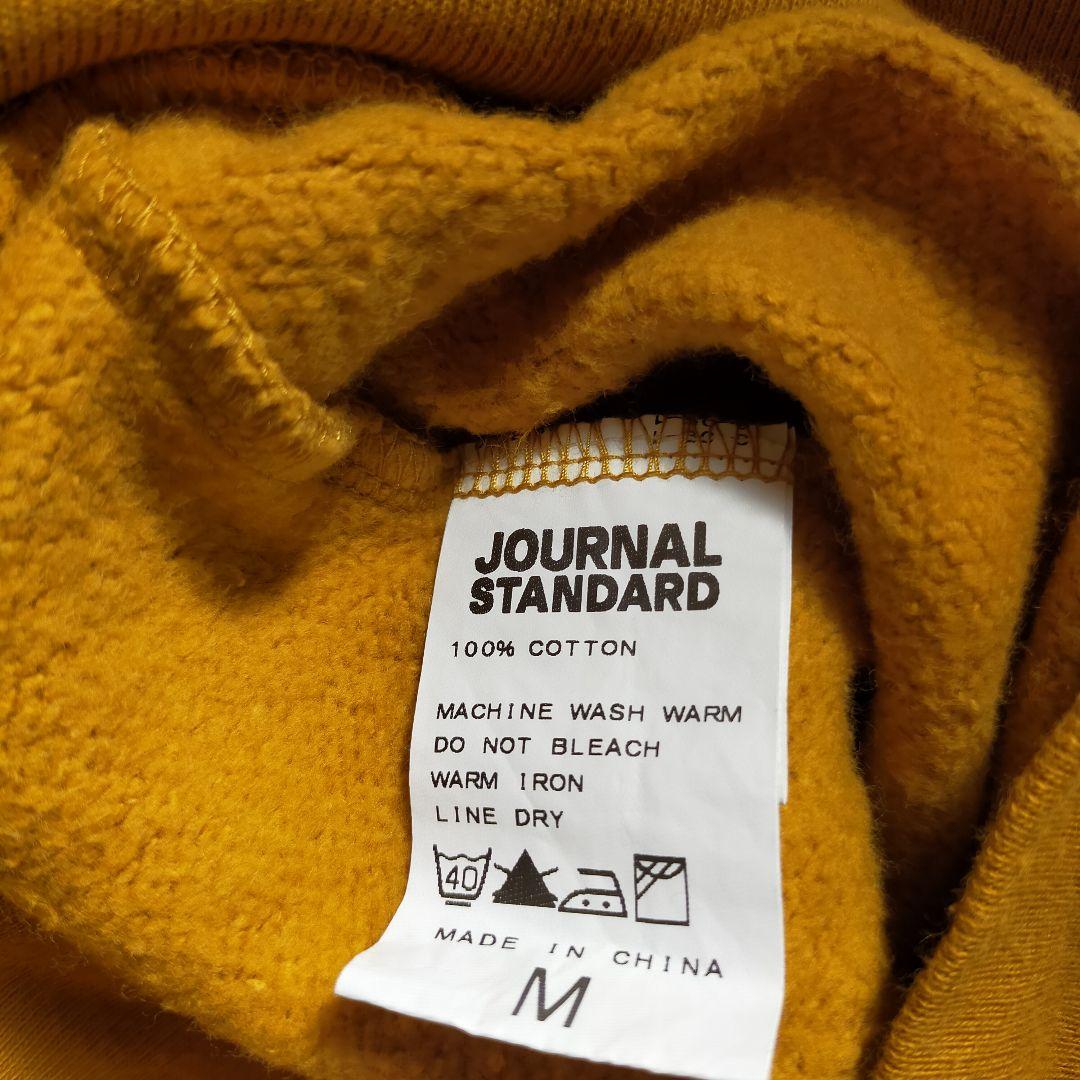 JOURNAL
STANDARD
100% COTTON
MACHINE WASH WARM
DO NOT BLEACH
WARM IRON
LINE DRY
40
MADE IN CHINA
M